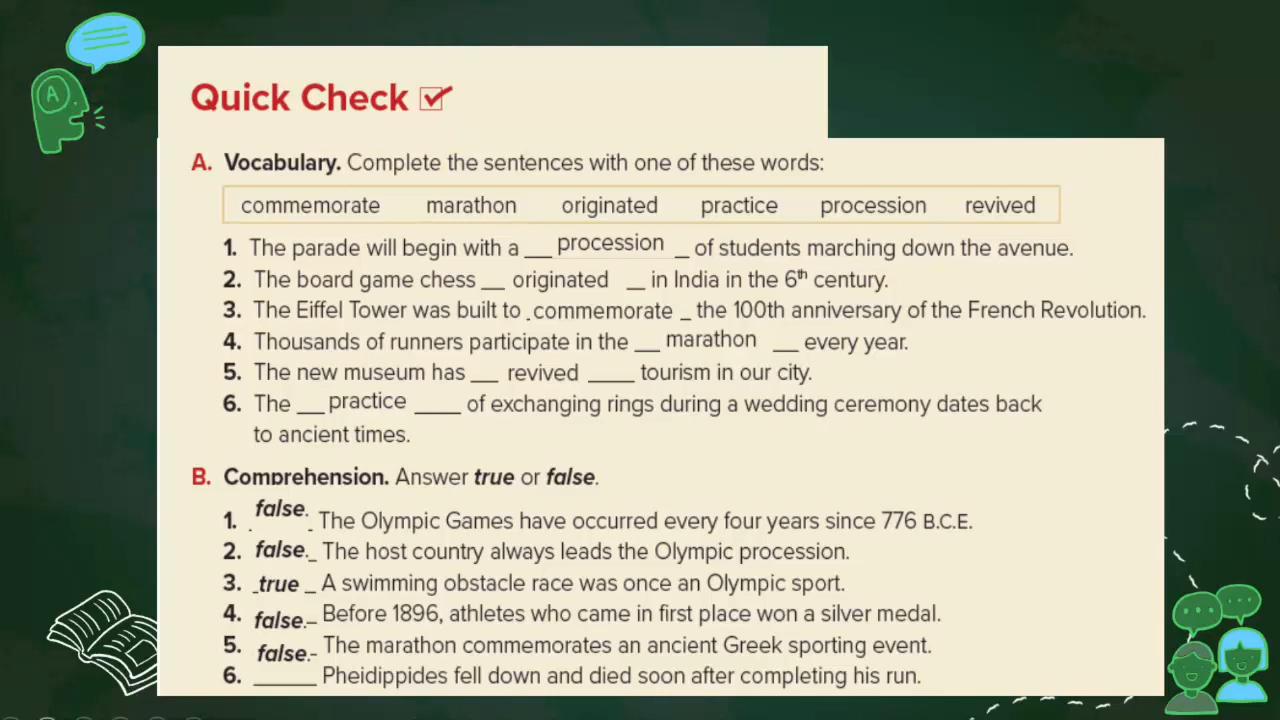 A
Quick Check
A. Vocabulary. Complete the sentences with one of these words:
commemorate marathon originated practice procession revived
1. The parade will begin with a __ procession _ of students marching down the avenue.
2. The board game chess __ originated __ in India in the 6th century.
3. The Eiffel Tower was built to commemorate _ the 100th anniversary of the French Revolution.
4. Thousands of runners participate in the __ marathon __ every year.
5. The new museum has __ revived ____ tourism in our city.
6. The __ practice ____ of exchanging rings during a wedding ceremony dates back
to ancient times.
B. Comprehension. Answer true or false.
1. false. The Olympic Games have occurred every four years since 776 B.C.E.
2. false._ The host country always leads the Olympic procession.
3. true _ A swimming obstacle race was once an Olympic sport.
4. false._ Before 1896, athletes who came in first place won a silver medal.
5. false.- The marathon commemorates an ancient Greek sporting event.
6. ______ Pheidippides fell down and died soon after completing his run.